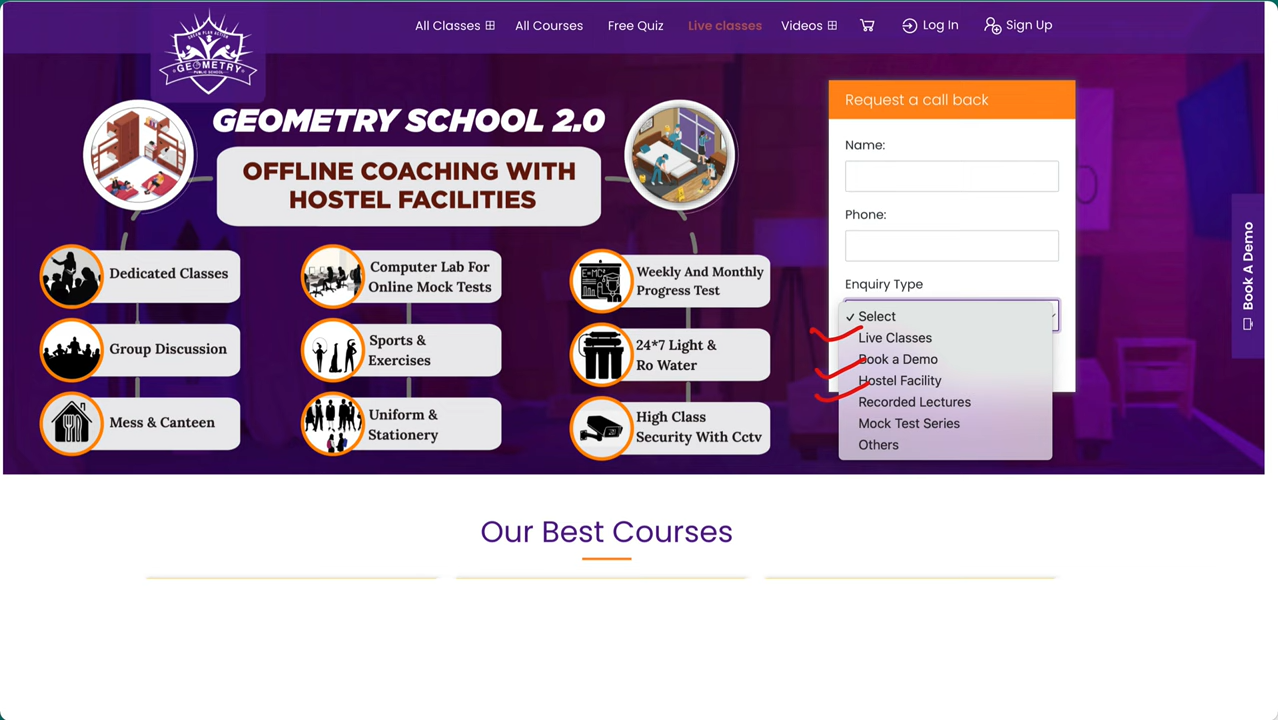 All Classes
All Courses
Free Quiz
Live classes
Videos
Log In
Sign Up
GREEN PLAN ACTION
GEOMETRY
PUBLIC SCHOOL
GEOMETRY SCHOOL 2.0
OFFLINE COACHING WITH
HOSTEL FACILITIES
Dedicated Classes
Computer Lab For
Online Mock Tests
Weekly And Monthly
Progress Test
Group Discussion
Sports &
Exercises
24*7 Light &
Ro Water
Mess & Canteen
Uniform &
Stationery
High Class
Security With Cctv
E=MC²
Request a call back
Name:
Phone:
Enquiry Type
✓ Select
Live Classes
Book a Demo
Hostel Facility
Recorded Lectures
Mock Test Series
Others
Book A Demo
Our Best Courses